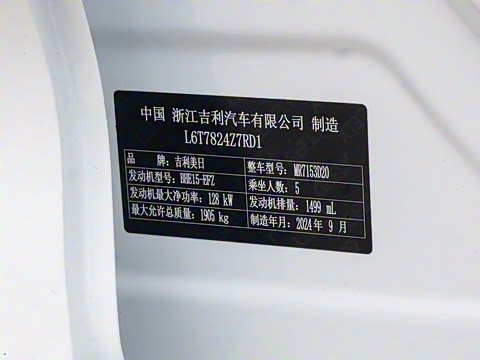 中国 浙江吉利汽车有限公司 制造
L6T7824Z7RD1
品 牌:吉利美日 整车型号:MR7153D20
发动机型号:BHE15-EFZ 乘坐人数:5
发动机最大净功率:128 kW 发动机排量:1499 mL
最大允许总质量:1905 kg 制造年月:2024 年 9 月